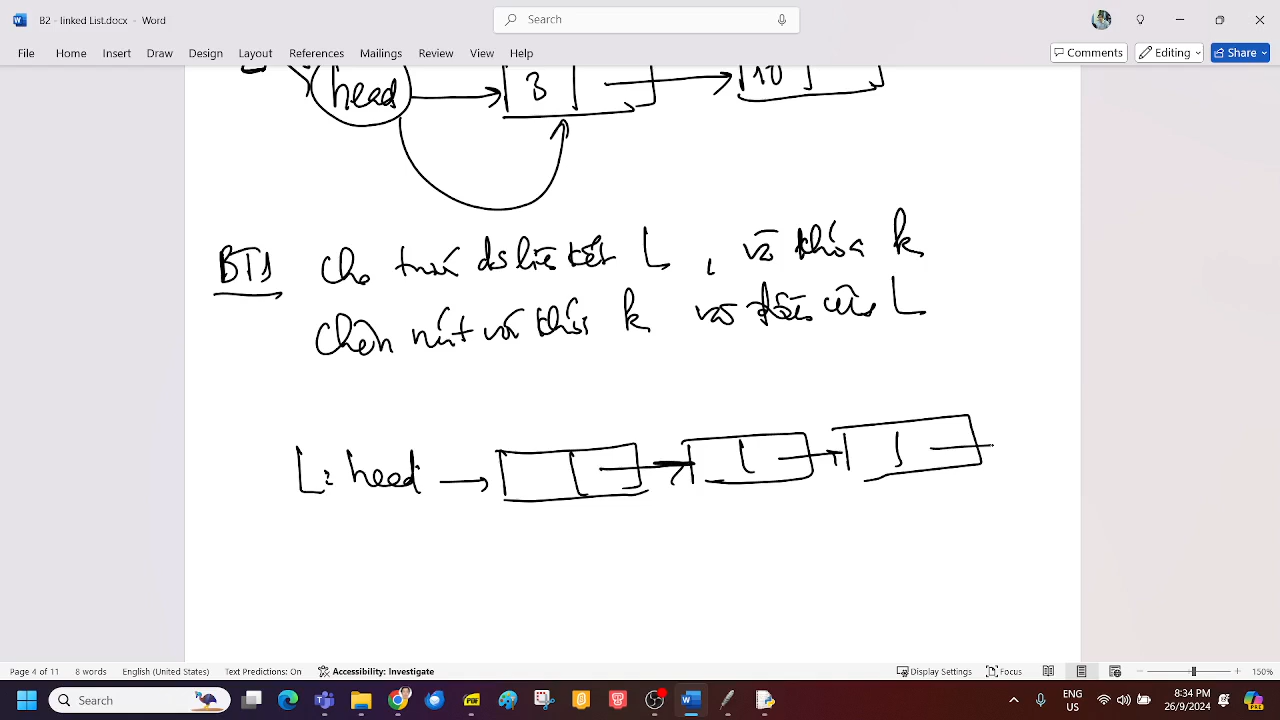 B2 - linked List.docx - Word
Search
File Home Insert Draw Design Layout References Mailings Review View Help
Comments Editing Share
head 3 10
BT1 Cho trước ds liên kết L , và khóa k
Chèn nút với khóa k vào đầu của L
L: head
Page 4 of 11 8 words English (United States) Text Predictions: On Accessibility: Investigate Display Settings Focus 150%
Search ENG US 8:34 PM 26/9/2024